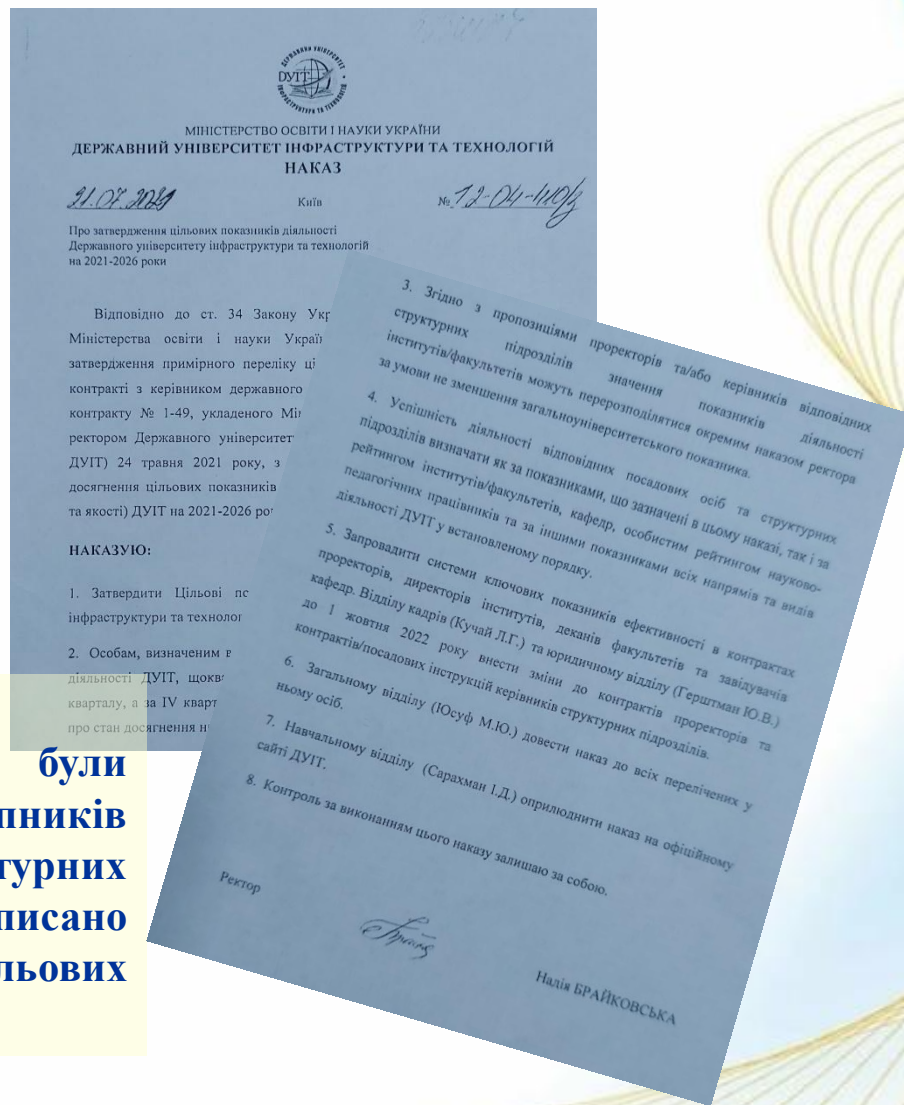 ДЕРЖАВНИЙ УНІВЕРСИТЕТ
ДУІТ
ІНФРАСТРУКТУРИ ТА ТЕХНОЛОГІЙ
МІНІСТЕРСТВО ОСВІТИ І НАУКИ УКРАЇНИ
ДЕРЖАВНИЙ УНІВЕРСИТЕТ ІНФРАСТРУКТУРИ ТА ТЕХНОЛОГІЙ
НАКАЗ
Київ
№
Про затвердження цільових показників діяльності
Державного університету інфраструктури та технологій
на 2021-2026 роки
Відповідно до ст. 34 Закону Укр
Міністерства освіти і науки Украї
затвердження примірного переліку ці
контракті з керівником державного
контракту № 1-49, укладеного Мі
ректором Державного університет
ДУІТ) 24 травня 2021 року, з
досягнення цільових показників
та якості) ДУІТ на 2021-2026 ро
НАКАЗУЮ:
1. Затвердити Цільові по
інфраструктури та технолог
2. Особам, визначеним в
діяльності ДУІТ, щокв
кварталу, а за IV кварт
про стан досягнення
3. Згідно з пропозиціями проректорів та/або керівників відповідних
структурних підрозділів значення показників діяльності
інститутів/факультетів можуть перерозподілятися окремим наказом ректора
за умови не зменшення загальноуніверситетського показника.
4. Успішність діяльності відповідних посадових осіб та структурних
підрозділів визначати як за показниками, що зазначені в цьому наказі, так і за
рейтингом інститутів/факультетів, кафедр, особистим рейтингом науково-
педагогічних працівників та за іншими показниками всіх напрямів та видів
діяльності ДУІТ у встановленому порядку.
5. Запровадити системи ключових показників ефективності в контрактах
проректорів, директорів інститутів, деканів факультетів та завідувачів
кафедр. Відділу кадрів (Кучай Л.Г.) та юридичному відділу (Герштман Ю.В.)
до 1 жовтня 2022 року внести зміни до контрактів проректорів та
контрактів/посадових інструкцій керівників структурних підрозділів.
6. Загальному відділу (Юсуф М.Ю.) довести наказ до всіх перелічених у
ньому осіб.
7. Навчальному відділу (Сарахман І.Д.) оприлюднити наказ на офіційному
сайті ДУІТ.
8. Контроль за виконанням цього наказу залишаю за собою.
Ректор
Надія БРАЙКОВСЬКА
були
пників
турних
писано
льових